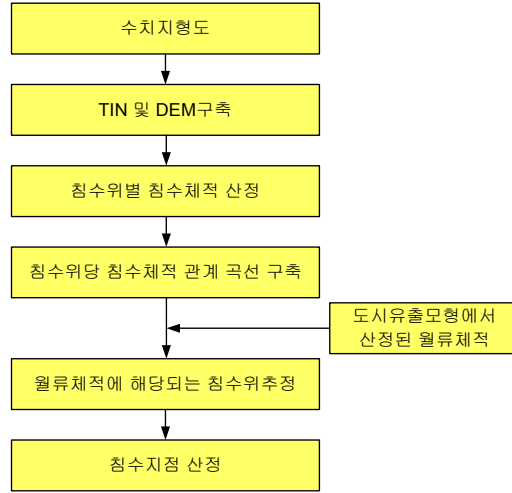 수치지형도
TIN 및 DEM구축
침수위별 침수체적 산정
침수위당 침수체적 관계 곡선 구축
도시유출모형에서
산정된 월류체적
월류체적에 해당되는 침수위추정
침수지점 산정